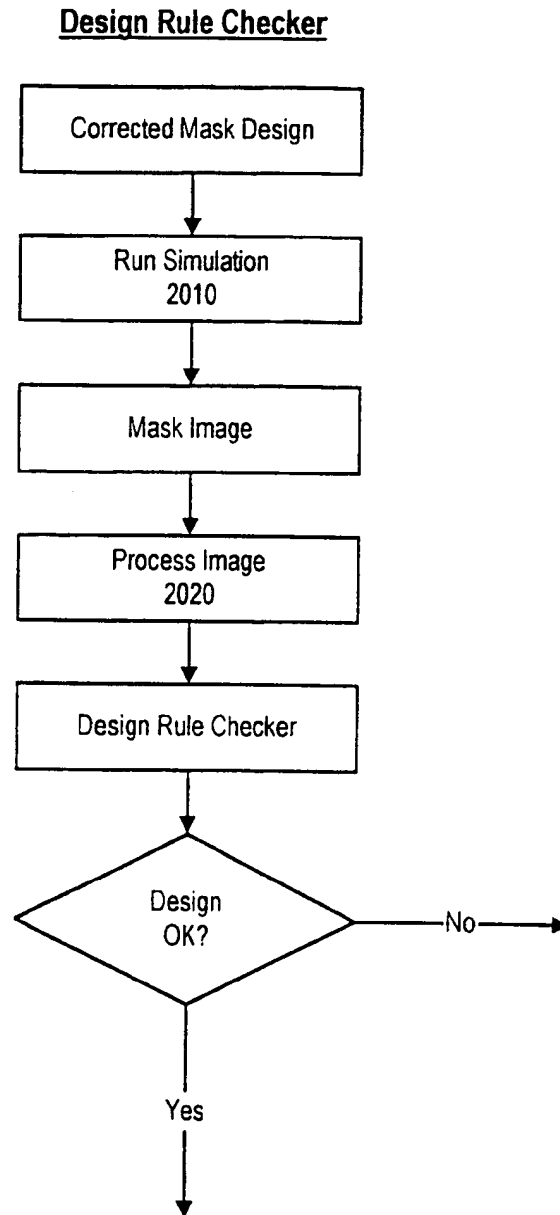 Design Rule Checker
Corrected Mask Design
Run Simulation
2010
Mask Image
Process Image
2020
Design Rule Checker
Design
OK?
No
Yes